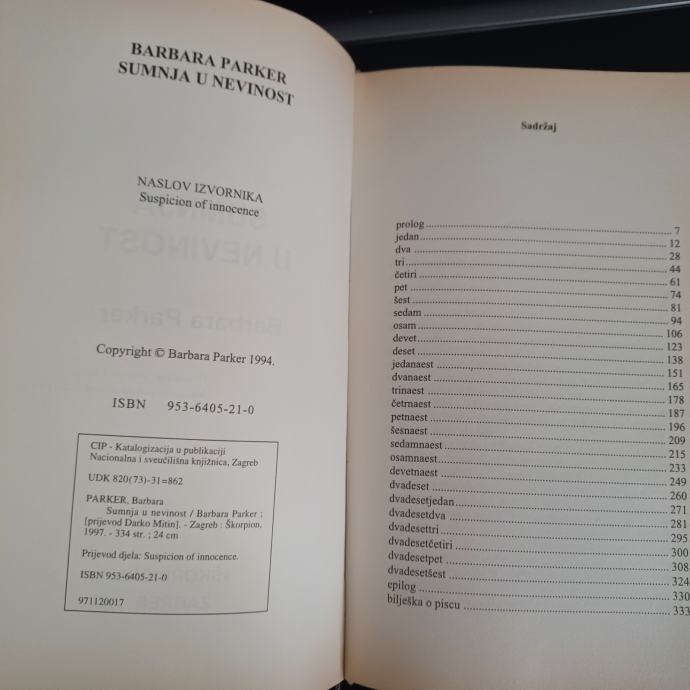 BARBARA PARKER
SUMNJA U NEVINOST
NASLOV IZVORNIKA
Suspicion of innocence
Copyright © Barbara Parker 1994.
ISBN 953-6405-21-0
CIP - Katalogizacija u publikaciji
Nacionalna i sveučilišna knjižnica, Zagreb
UDK 820(73)-31=862
PARKER, Barbara
Sumnja u nevinost / Barbara Parker ;
[prijevod Darko Mitin]. - Zagreb : Škorpion,
1997. - 334 str. ; 24 cm
Prijevod djela: Suspicion of innocence.
ISBN 953-6405-21-0
971120017
Sadržaj
prolog 7
jedan 12
dva 28
tri 44
četiri 61
pet 74
šest 81
sedam 94
osam 106
devet 123
deset 138
jedanaest 151
dvanaest 165
trinaest 178
četrnaest 187
petnaest 196
šesnaest 209
sedamnaest 215
osamnaest 233
devetnaest 249
dvadeset 260
dvadesetjedan 271
dvadesetdva 281
dvadesettri 295
dvadesetčetiri 300
dvadesetpet 308
dvadesetšest 324
epilog 330
bilješka o piscu 333